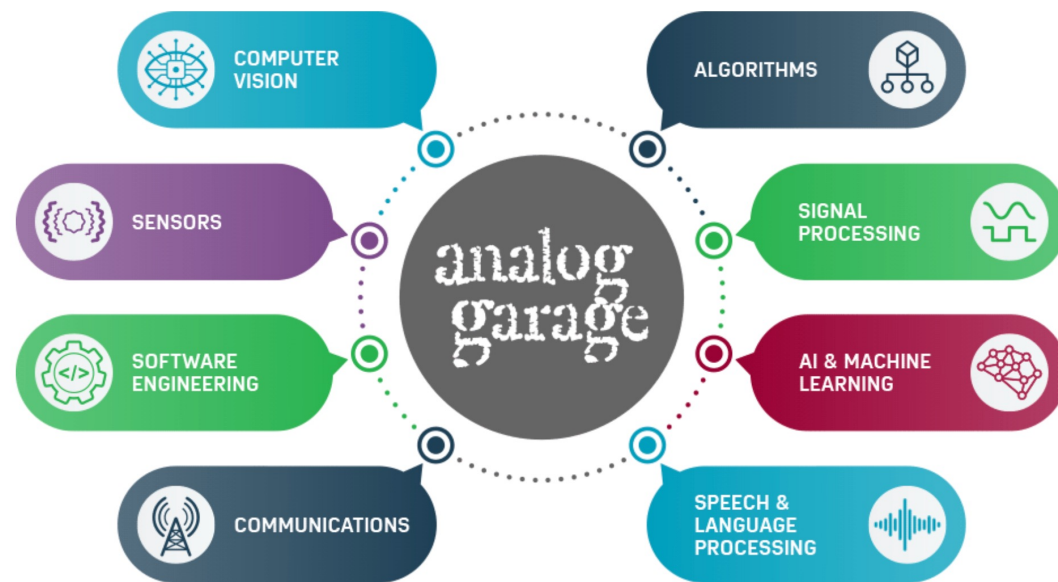 COMPUTER
VISION
ALGORITHMS
SENSORS
SIGNAL
PROCESSING
analog
garage
SOFTWARE
ENGINEERING
</>
AI & MACHINE
LEARNING
COMMUNICATIONS
SPEECH &
LANGUAGE
PROCESSING